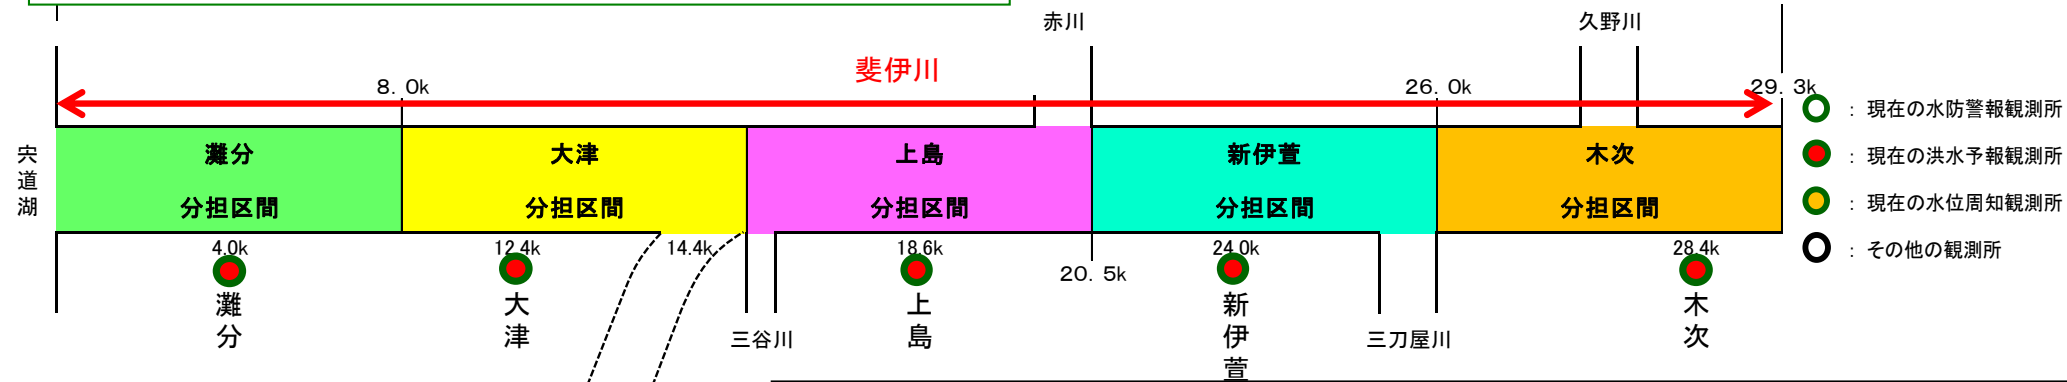 赤川
久野川
斐伊川
8. 0k
26. 0k
29. 3k
宍道湖
灘分
分担区間
大津
分担区間
上島
分担区間
新伊萱
分担区間
木次
分担区間
4.0k
12.4k
14.4k
18.6k
20. 5k
24.0k
28.4k
灘分
大津
三谷川
上島
新伊萱
三刀屋川
木次
： 現在の水防警報観測所
： 現在の洪水予報観測所
： 現在の水位周知観測所
： その他の観測所